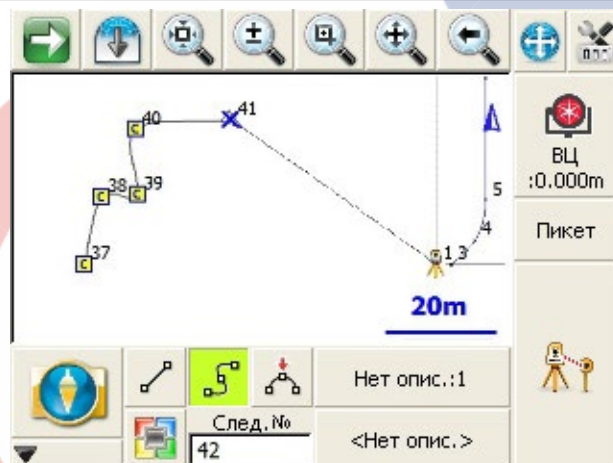 40
41
38
39
37
5
4
1,3
20m
ВЦ
:0.000m
Пикет
Нет опис.:1
След.№
42
<Нет опис.>
C
C
C
C